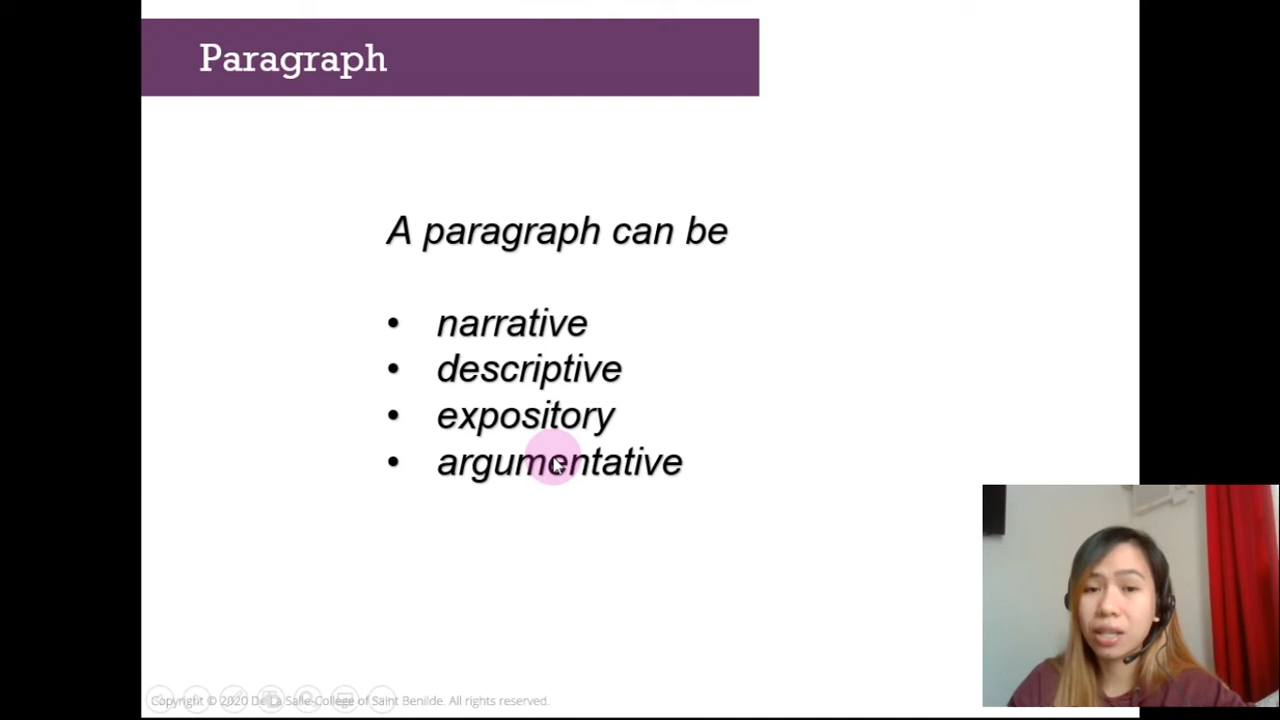 Paragraph
A paragraph can be
• narrative
• descriptive
• expository
• argumentative
Copyright © 2020 De La Salle-College of Saint Benilde. All rights reserved.